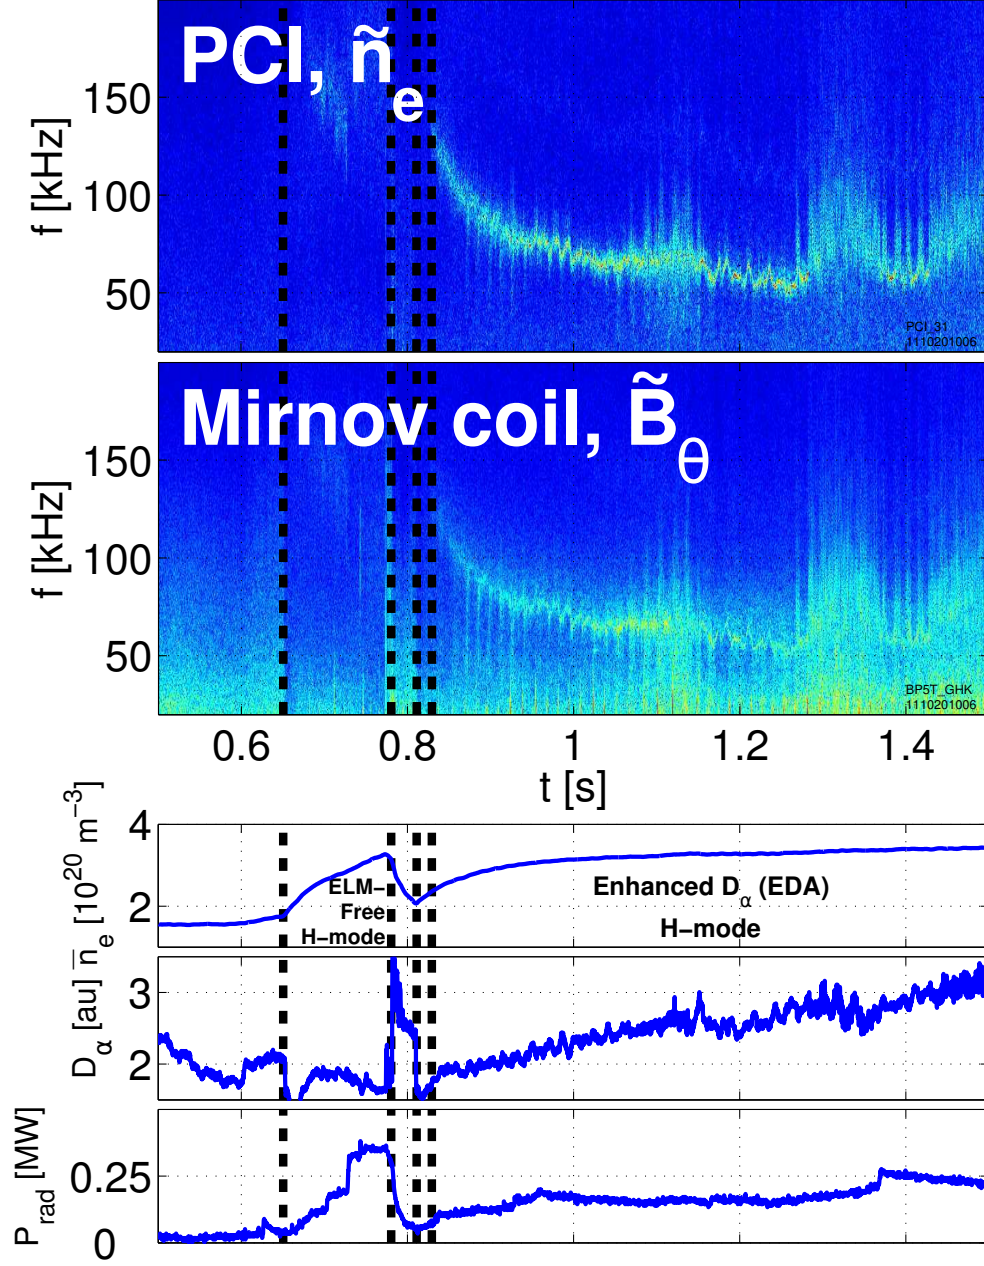 PCI, ñe
f [kHz]
150
100
50
PCI_31
1110201006
Mirnov coil, B̃θ
f [kHz]
150
100
50
BP5T_GHK
1110201006
0.6 0.8 1 1.2 1.4
t [s]
n̅e [10²⁰ m⁻³]
4
2
ELM−
Free
H−mode
Enhanced Dα (EDA)
H−mode
Dα [au]
3
2
Prad [MW]
0.25
0